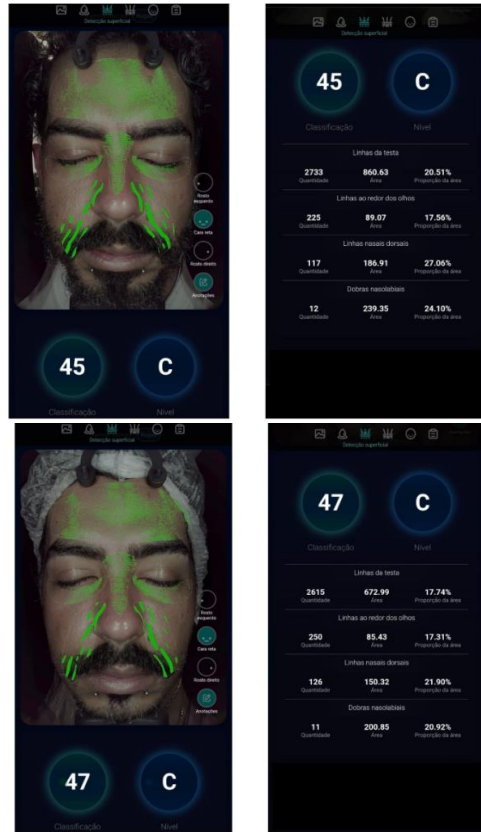 Detecção superficial
Rosto
esquerdo
Cara reta
Rosto direito
Anotações
45
C
Classificação
Nível
Detecção superficial
45
C
Classificação
Nível
Linhas da testa
2733
860.63
20.51%
Quantidade
Área
Proporção da área
Linhas ao redor dos olhos
225
89.07
17.56%
Quantidade
Área
Proporção da área
Linhas nasais dorsais
117
186.91
27.06%
Quantidade
Área
Proporção da área
Dobras nasolabiais
12
239.35
24.10%
Quantidade
Área
Proporção da área
Detecção superficial
Rosto
esquerdo
Cara reta
Rosto direito
Anotações
47
C
Classificação
Nível
Detecção superficial
47
C
Classificação
Nível
Linhas da testa
2615
672.99
17.74%
Quantidade
Área
Proporção da área
Linhas ao redor dos olhos
250
85.43
17.31%
Quantidade
Área
Proporção da área
Linhas nasais dorsais
126
150.32
21.90%
Quantidade
Área
Proporção da área
Dobras nasolabiais
11
200.85
20.92%
Quantidade
Área
Proporção da área